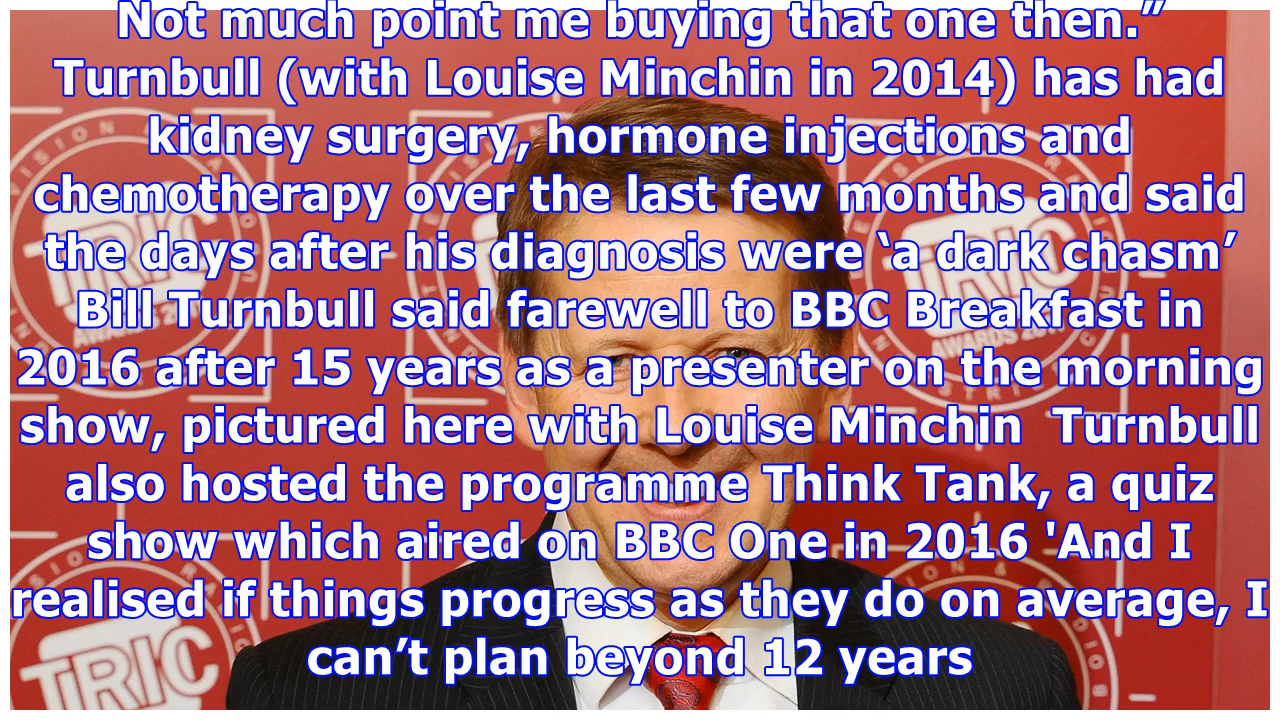 Not much point me buying that one then.”
Turnbull (with Louise Minchin in 2014) has had
kidney surgery, hormone injections and
chemotherapy over the last few months and said
the days after his diagnosis were ‘a dark chasm’
Bill Turnbull said farewell to BBC Breakfast in
2016 after 15 years as a presenter on the morning
show, pictured here with Louise Minchin  Turnbull
also hosted the programme Think Tank, a quiz
show which aired on BBC One in 2016 'And I
realised if things progress as they do on average, I
can’t plan beyond 12 years
TRIC
TRIC
TRIC